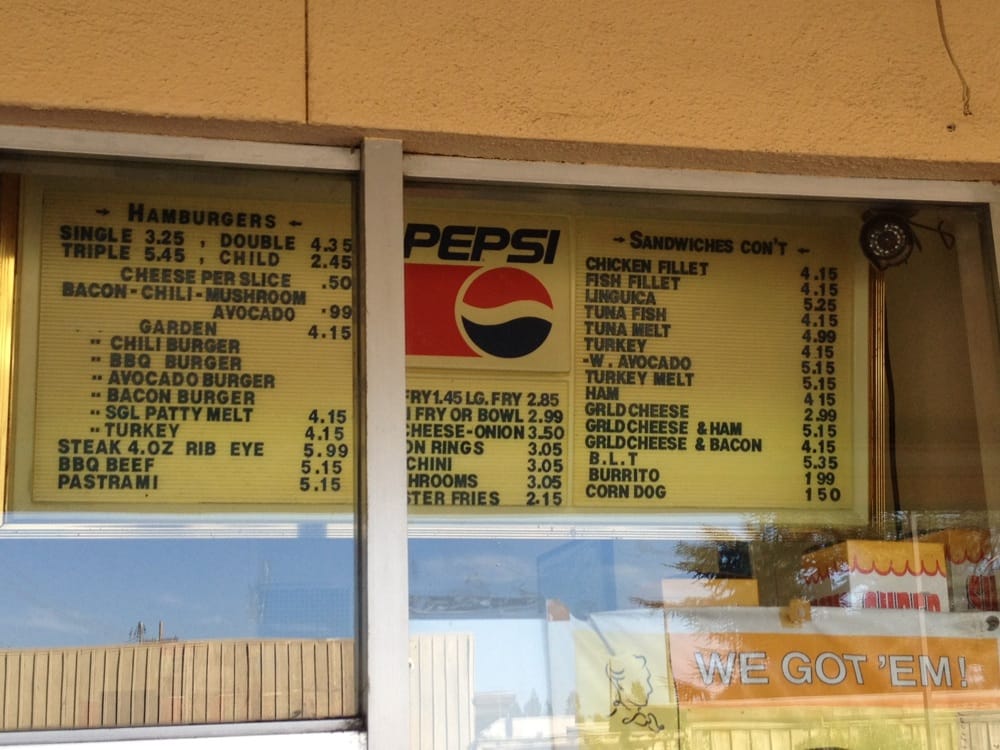 → HAMBURGERS ←
SINGLE 3.25 , DOUBLE 4.35
TRIPLE 5.45 , CHILD 2.45
CHEESE PER SLICE .50
BACON - CHILI - MUSHROOM
AVOCADO .99
GARDEN 4.15
" CHILI BURGER
" BBQ BURGER
" AVOCADO BURGER
" BACON BURGER
" SGL PATTY MELT 4.15
" TURKEY 4.15
STEAK 4.OZ RIB EYE 5.99
BBQ BEEF 5.15
PASTRAMI 5.15
PEPSI
FRY 1.45 LG. FRY 2.85
I FRY OR BOWL 2.99
CHEESE-ONION 3.50
ON RINGS 3.05
CHINI 3.05
HROOMS 3.05
STER FRIES 2.15
→ SANDWICHES CON'T ←
CHICKEN FILLET 4.15
FISH FILLET 4.15
LINGUICA 5.25
TUNA FISH 4.15
TUNA MELT 4.99
TURKEY 4.15
-W. AVOCADO 5.15
TURKEY MELT 5.15
HAM 4 15
GRLD CHEESE 2.99
GRLD CHEESE & HAM 5.15
GRLD CHEESE & BACON 4.15
B.L.T 5.35
BURRITO 1 99
CORN DOG 1 50
WE GOT 'EM!